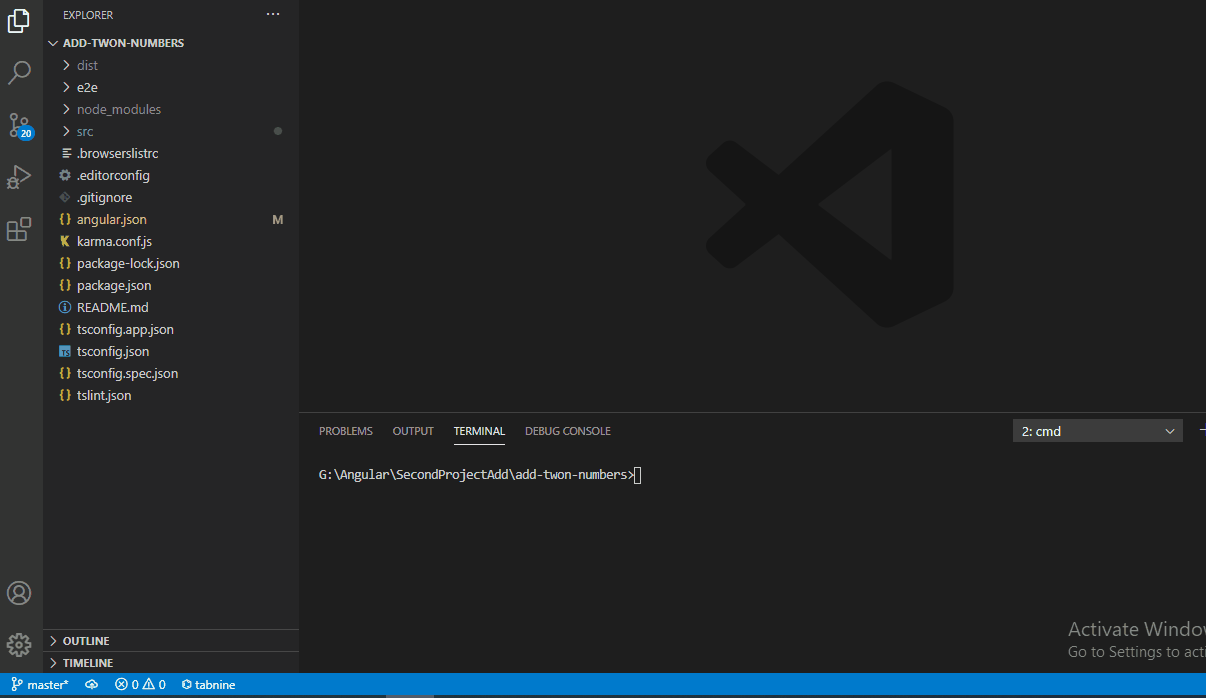 EXPLORER
ADD-TWON-NUMBERS
dist
e2e
node_modules
src
.browserslistrc
.editorconfig
.gitignore
{} angular.json M
karma.conf.js
{} package-lock.json
{} package.json
README.md
{} tsconfig.app.json
TS tsconfig.json
{} tsconfig.spec.json
{} tslint.json
20
PROBLEMS OUTPUT TERMINAL DEBUG CONSOLE 2: cmd
G:\Angular\SecondProjectAdd\add-twon-numbers>
OUTLINE
TIMELINE
Activate Window
Go to Settings to acti
master* 0 0 tabnine